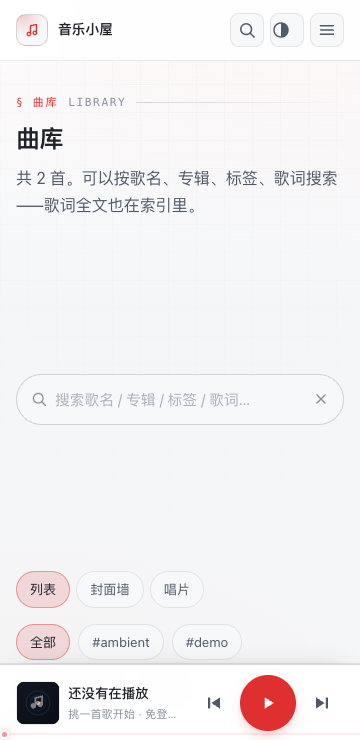 音乐小屋
§ 曲库 LIBRARY
曲库
共 2 首。可以按歌名、专辑、标签、歌词搜索
——歌词全文也在索引里。
搜索歌名 / 专辑 / 标签 / 歌词…
列表 封面墙 唱片
全部 #ambient #demo
还没有在播放
挑一首歌开始 · 免登…